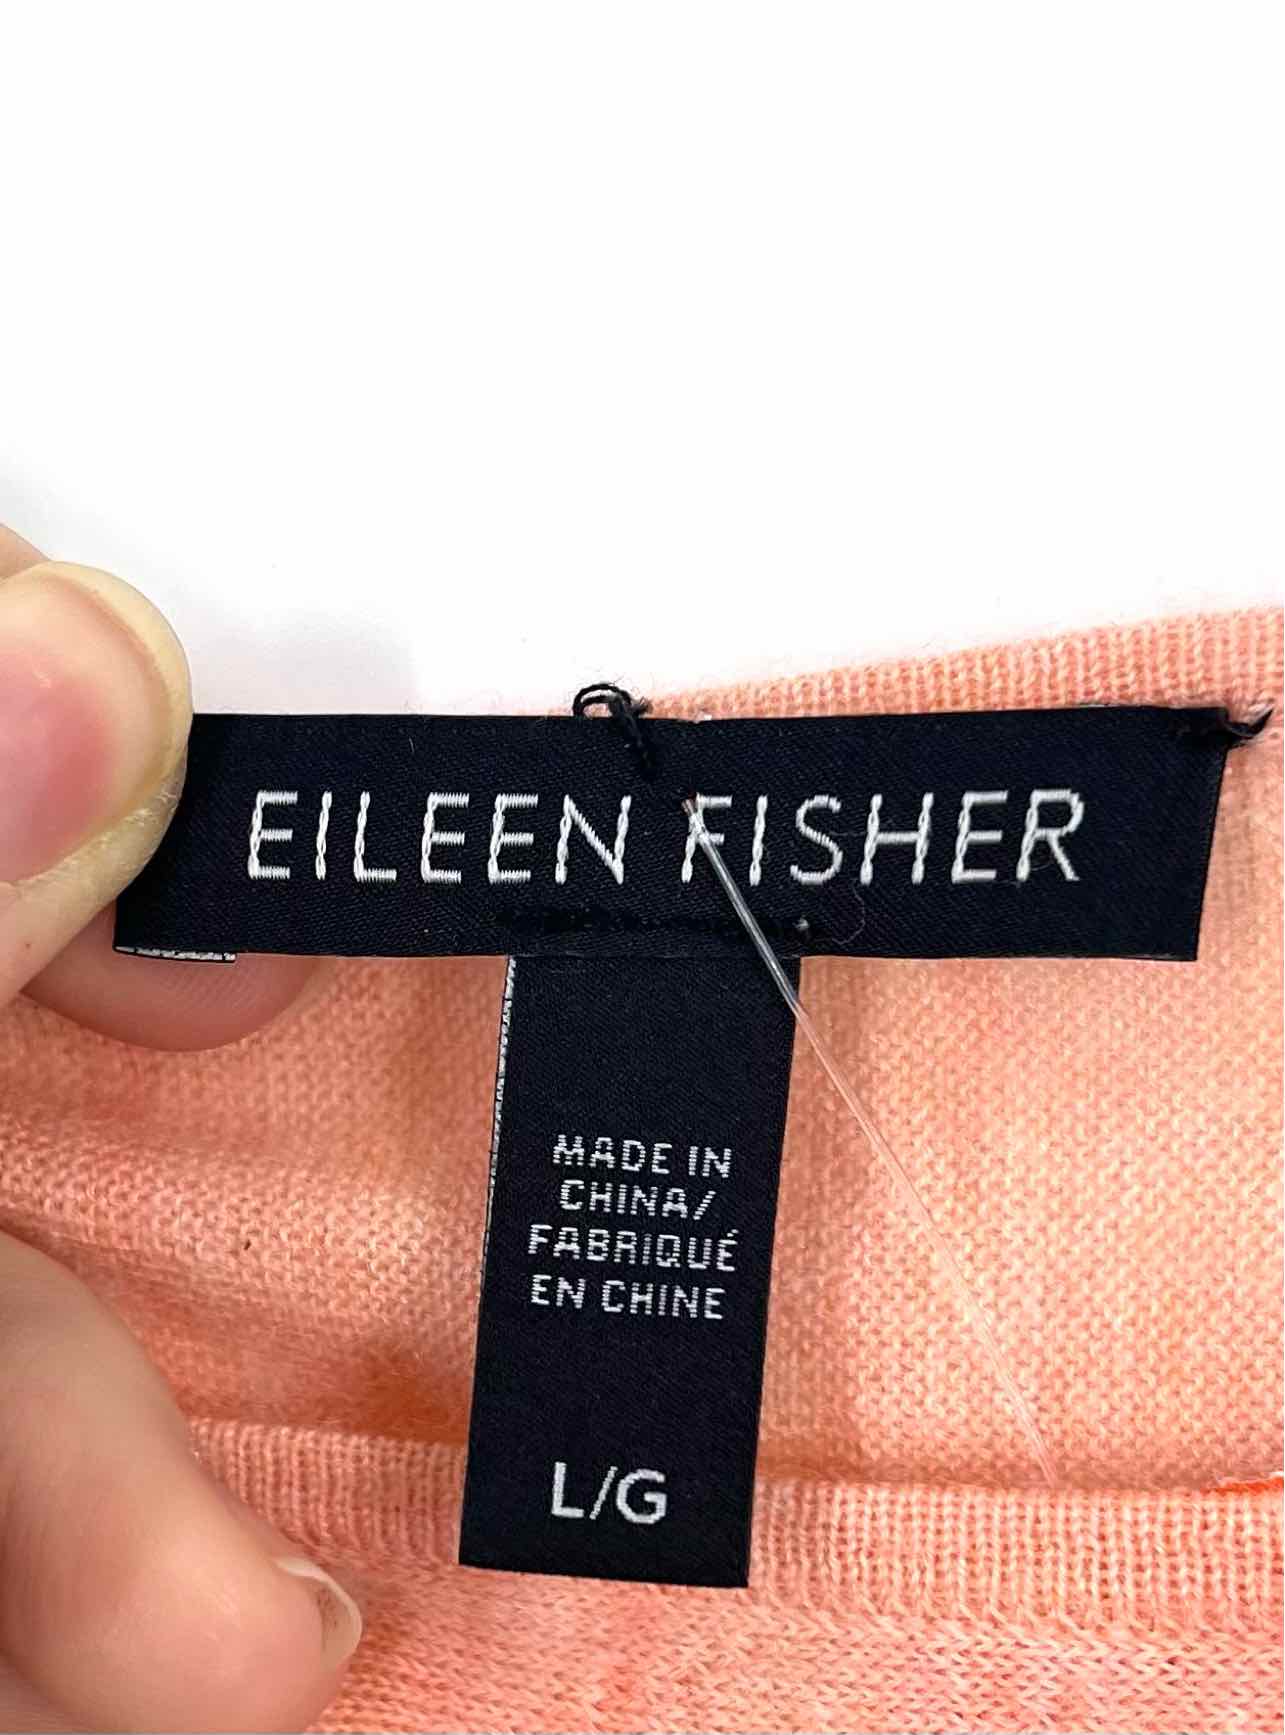 EILEEN FISHER
MADE IN
CHINA/
FABRIQUÉ
EN CHINE
L/G